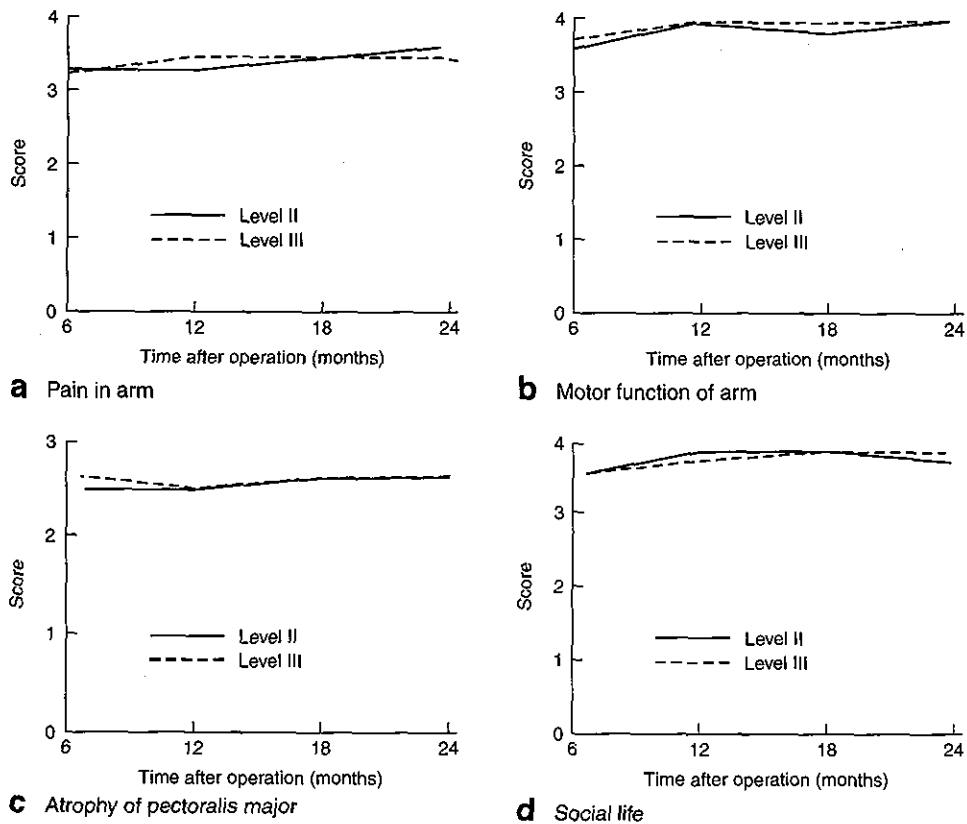 4
3
2
1
0
Score
Level II
Level III
6 12 18 24
Time after operation (months)
a Pain in arm
4
3
2
1
0
Score
Level II
Level III
6 12 18 24
Time after operation (months)
b Motor function of arm
3
2
1
0
Score
Level II
Level III
6 12 18 24
Time after operation (months)
c Atrophy of pectoralis major
4
3
2
1
0
Score
Level II
Level III
6 12 18 24
Time after operation (months)
d Social life